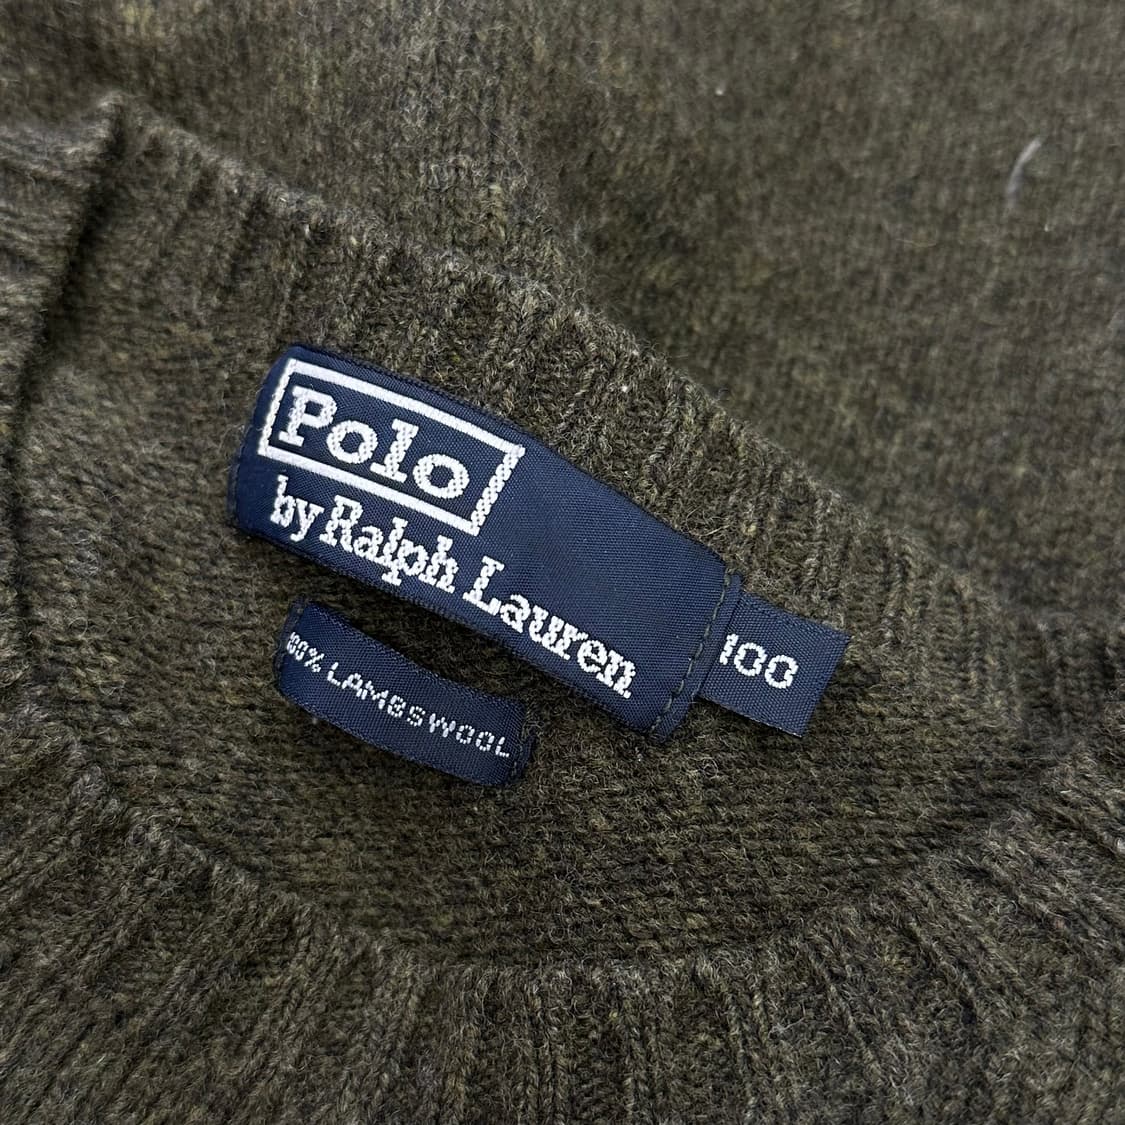 Polo
by Ralph Lauren
100
100% LAMBSWOOL